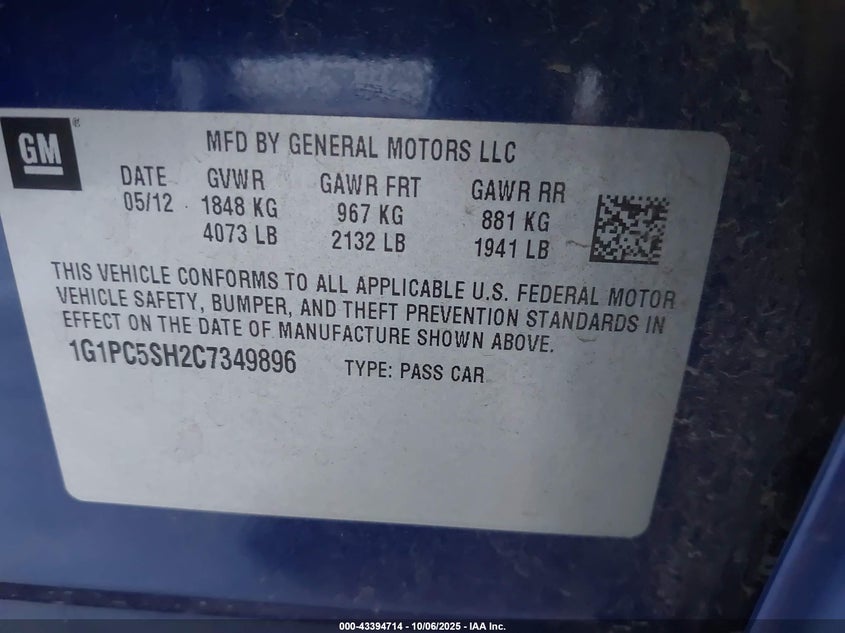 GM
®
MFD BY GENERAL MOTORS LLC
DATE GVWR GAWR FRT GAWR RR
05/12 1848 KG 967 KG 881 KG
4073 LB 2132 LB 1941 LB
THIS VEHICLE CONFORMS TO ALL APPLICABLE U.S. FEDERAL MOTOR
VEHICLE SAFETY, BUMPER, AND THEFT PREVENTION STANDARDS IN
EFFECT ON THE DATE OF MANUFACTURE SHOWN ABOVE.
1G1PC5SH2C7349896 TYPE: PASS CAR
000-43394714 - 10/06/2025 - IAA Inc.